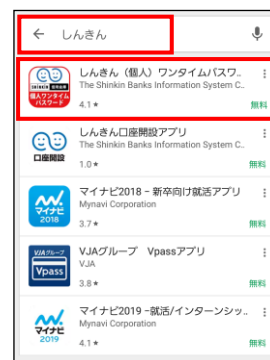 しんきん
しんきん（個人）ワンタイムパスワ..
The Shinkin Banks Information System C..
4.1★
無料
shinkin 信用金庫
個人ワンタイム
パスワード
しんきん口座開設アプリ
The Shinkin Banks Information System C..
1.0★
無料
口座開設
マイナビ2018 − 新卒向け就活アプリ
Mynavi Corporation
3.7★
無料
マイナビ
2018
VJAグループ　Vpassアプリ
VJA
3.8★
無料
VJAグループ
Vpass
マイナビ2019 -就活/インターンシッ..
Mynavi Corporation
4.1★
無料
マイナビ
2019